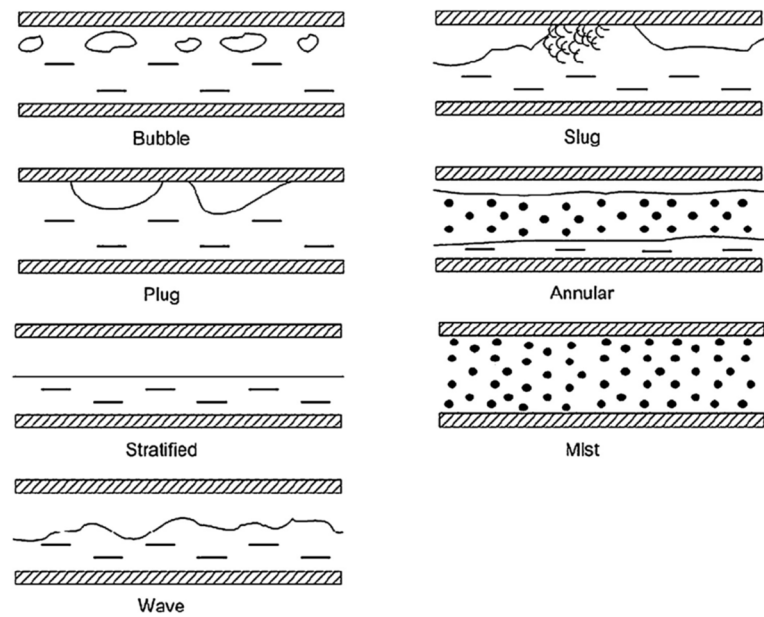 Bubble
Slug
Plug
Annular
Stratified
Mist
Wave